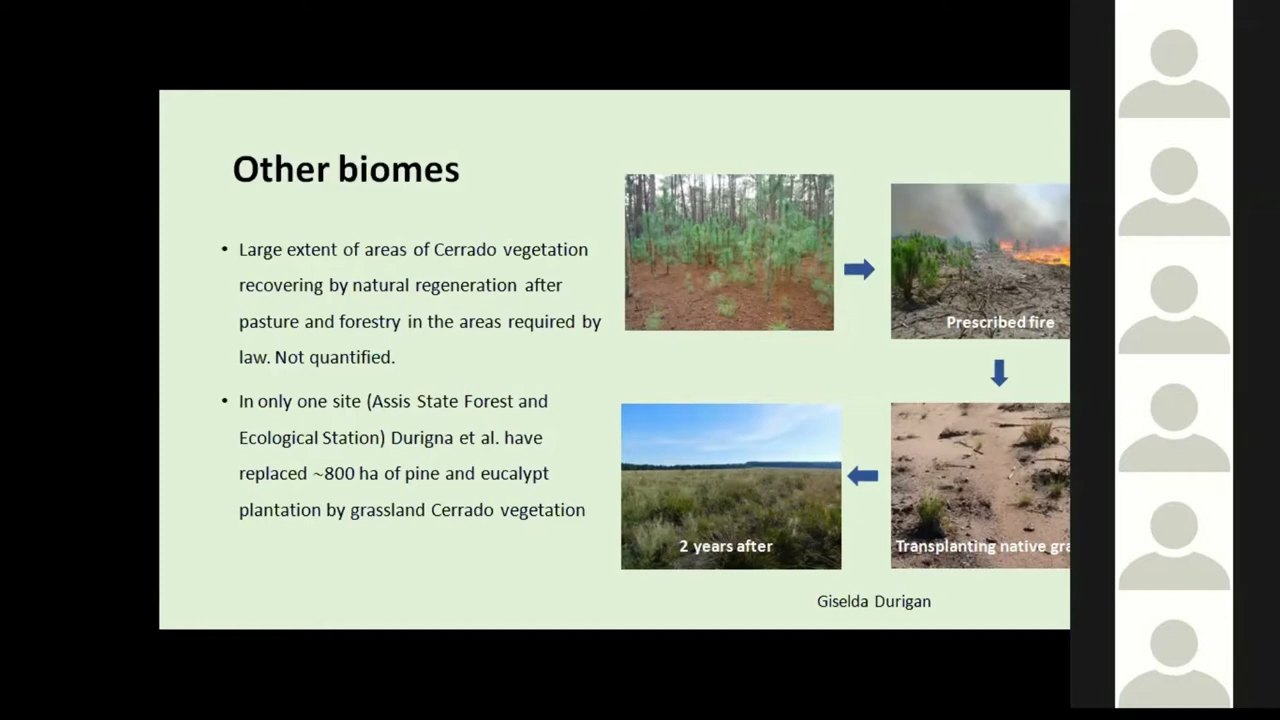 Other biomes
• Large extent of areas of Cerrado vegetation
recovering by natural regeneration after
pasture and forestry in the areas required by
law. Not quantified.
• In only one site (Assis State Forest and
Ecological Station) Durigna et al. have
replaced ~800 ha of pine and eucalypt
plantation by grassland Cerrado vegetation
Prescribed fire
Transplanting native gra
2 years after
Giselda Durigan